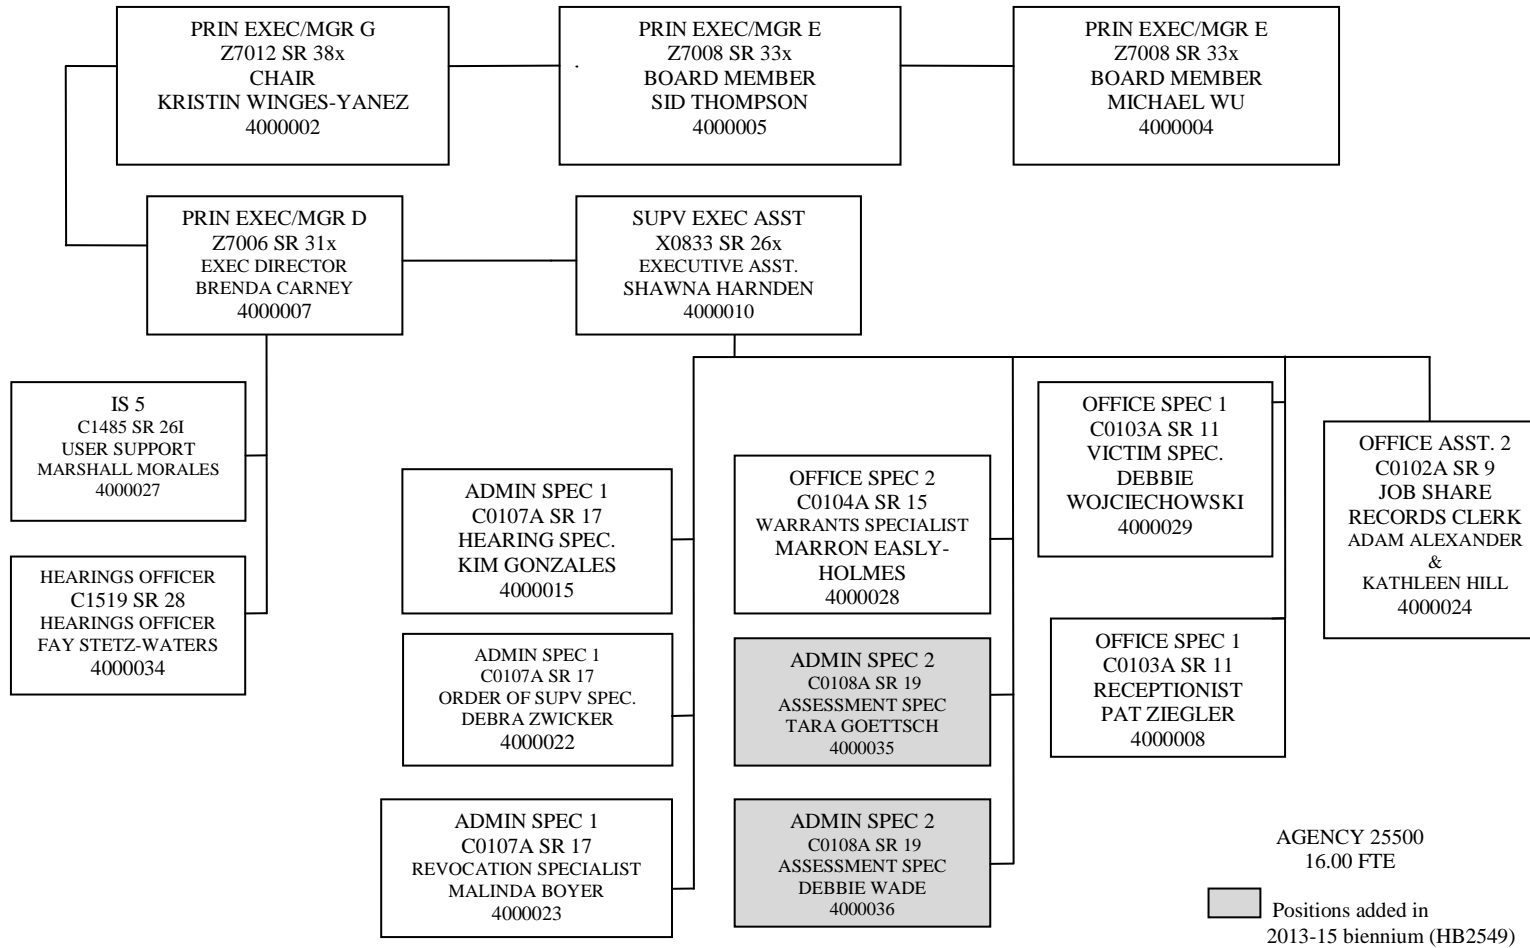 PRIN EXEC/MGR G
Z7012 SR 38x
CHAIR
KRISTIN WINGES-YANEZ
4000002
PRIN EXEC/MGR E
Z7008 SR 33x
BOARD MEMBER
SID THOMPSON
4000005
PRIN EXEC/MGR E
Z7008 SR 33x
BOARD MEMBER
MICHAEL WU
4000004
PRIN EXEC/MGR D
Z7006 SR 31x
EXEC DIRECTOR
BRENDA CARNEY
4000007
SUPV EXEC ASST
X0833 SR 26x
EXECUTIVE ASST.
SHAWNA HARNDEN
4000010
IS 5
C1485 SR 26I
USER SUPPORT
MARSHALL MORALES
4000027
HEARINGS OFFICER
C1519 SR 28
HEARINGS OFFICER
FAY STETZ-WATERS
4000034
ADMIN SPEC 1
C0107A SR 17
HEARING SPEC.
KIM GONZALES
4000015
ADMIN SPEC 1
C0107A SR 17
ORDER OF SUPV SPEC.
DEBRA ZWICKER
4000022
ADMIN SPEC 1
C0107A SR 17
REVOCATION SPECIALIST
MALINDA BOYER
4000023
OFFICE SPEC 2
C0104A SR 15
WARRANTS SPECIALIST
MARRON EASLY-
HOLMES
4000028
ADMIN SPEC 2
C0108A SR 19
ASSESSMENT SPEC
TARA GOETTSCH
4000035
ADMIN SPEC 2
C0108A SR 19
ASSESSMENT SPEC
DEBBIE WADE
4000036
OFFICE SPEC 1
C0103A SR 11
VICTIM SPEC.
DEBBIE
WOJCIECHOWSKI
4000029
OFFICE SPEC 1
C0103A SR 11
RECEPTIONIST
PAT ZIEGLER
4000008
OFFICE ASST. 2
C0102A SR 9
JOB SHARE
RECORDS CLERK
ADAM ALEXANDER
&
KATHLEEN HILL
4000024
AGENCY 25500
16.00 FTE
Positions added in
2013-15 biennium (HB2549)